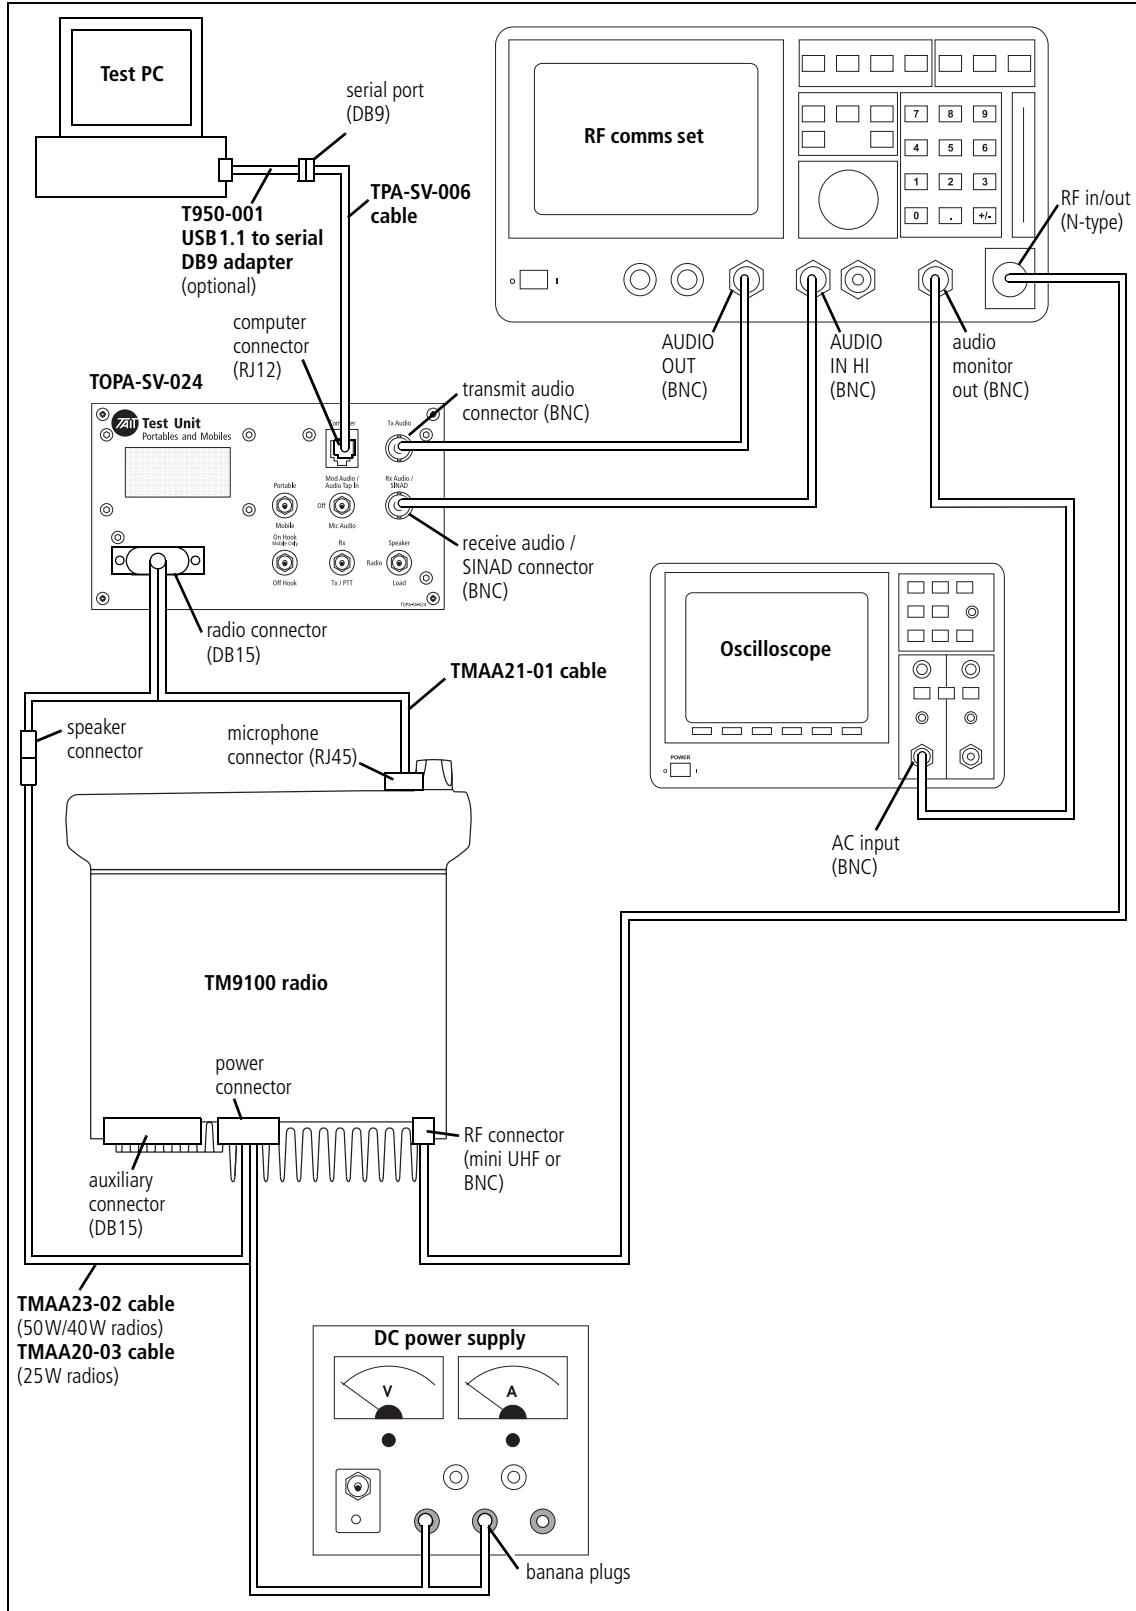 Test PC
serial port
(DB9)
TPA-SV-006
cable
T950-001
USB1.1 to serial
DB9 adapter
(optional)
RF comms set
7 8 9
4 5 6
1 2 3
0 . +/-
O I
RF in/out
(N-type)
AUDIO
OUT
(BNC)
AUDIO
IN HI
(BNC)
audio
monitor
out (BNC)
computer
connector
(RJ12)
TOPA-SV-024
transmit audio
connector (BNC)
TAIT
Test Unit
Portables and Mobiles
Tx Audio
Portable
Mobile
Mod Audio /
Audio Tap In
Off
Mic Audio
Rx Audio /
SINAD
On Hook
Mobile Only
Off Hook
Rx
Tx / PTT
Speaker
Radio
Load
TOPA-SV-024
receive audio /
SINAD connector
(BNC)
radio connector
(DB15)
TMAA21-01 cable
speaker
connector
microphone
connector (RJ45)
Oscilloscope
POWER
O I
AC input
(BNC)
TM9100 radio
power
connector
auxiliary
connector
(DB15)
RF connector
(mini UHF or
BNC)
TMAA23-02 cable
(50W/40W radios)
TMAA20-03 cable
(25W radios)
DC power supply
V
A
banana plugs